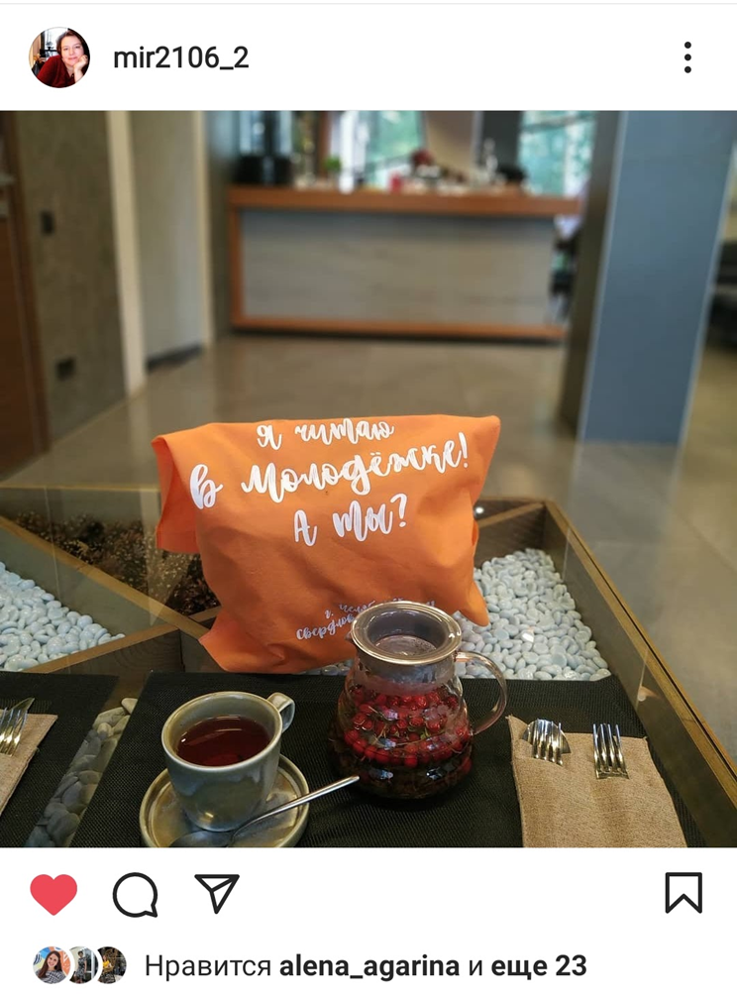 mir2106_2
я читаю
в Молодёжке!
А ты?
Нравится alena_agarina и еще 23